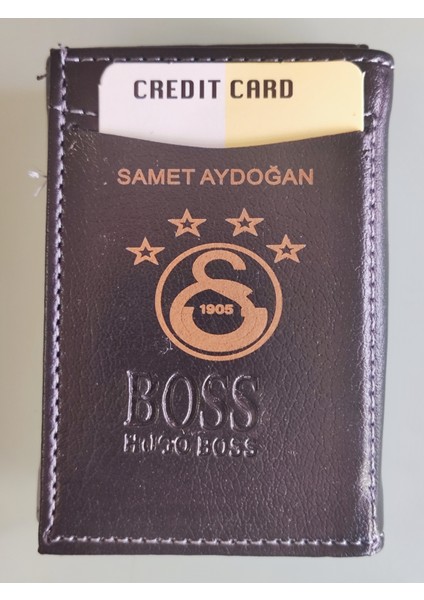 CREDIT CARD
SAMET AYDOĞAN
1905
BOSS
HUGO BOSS